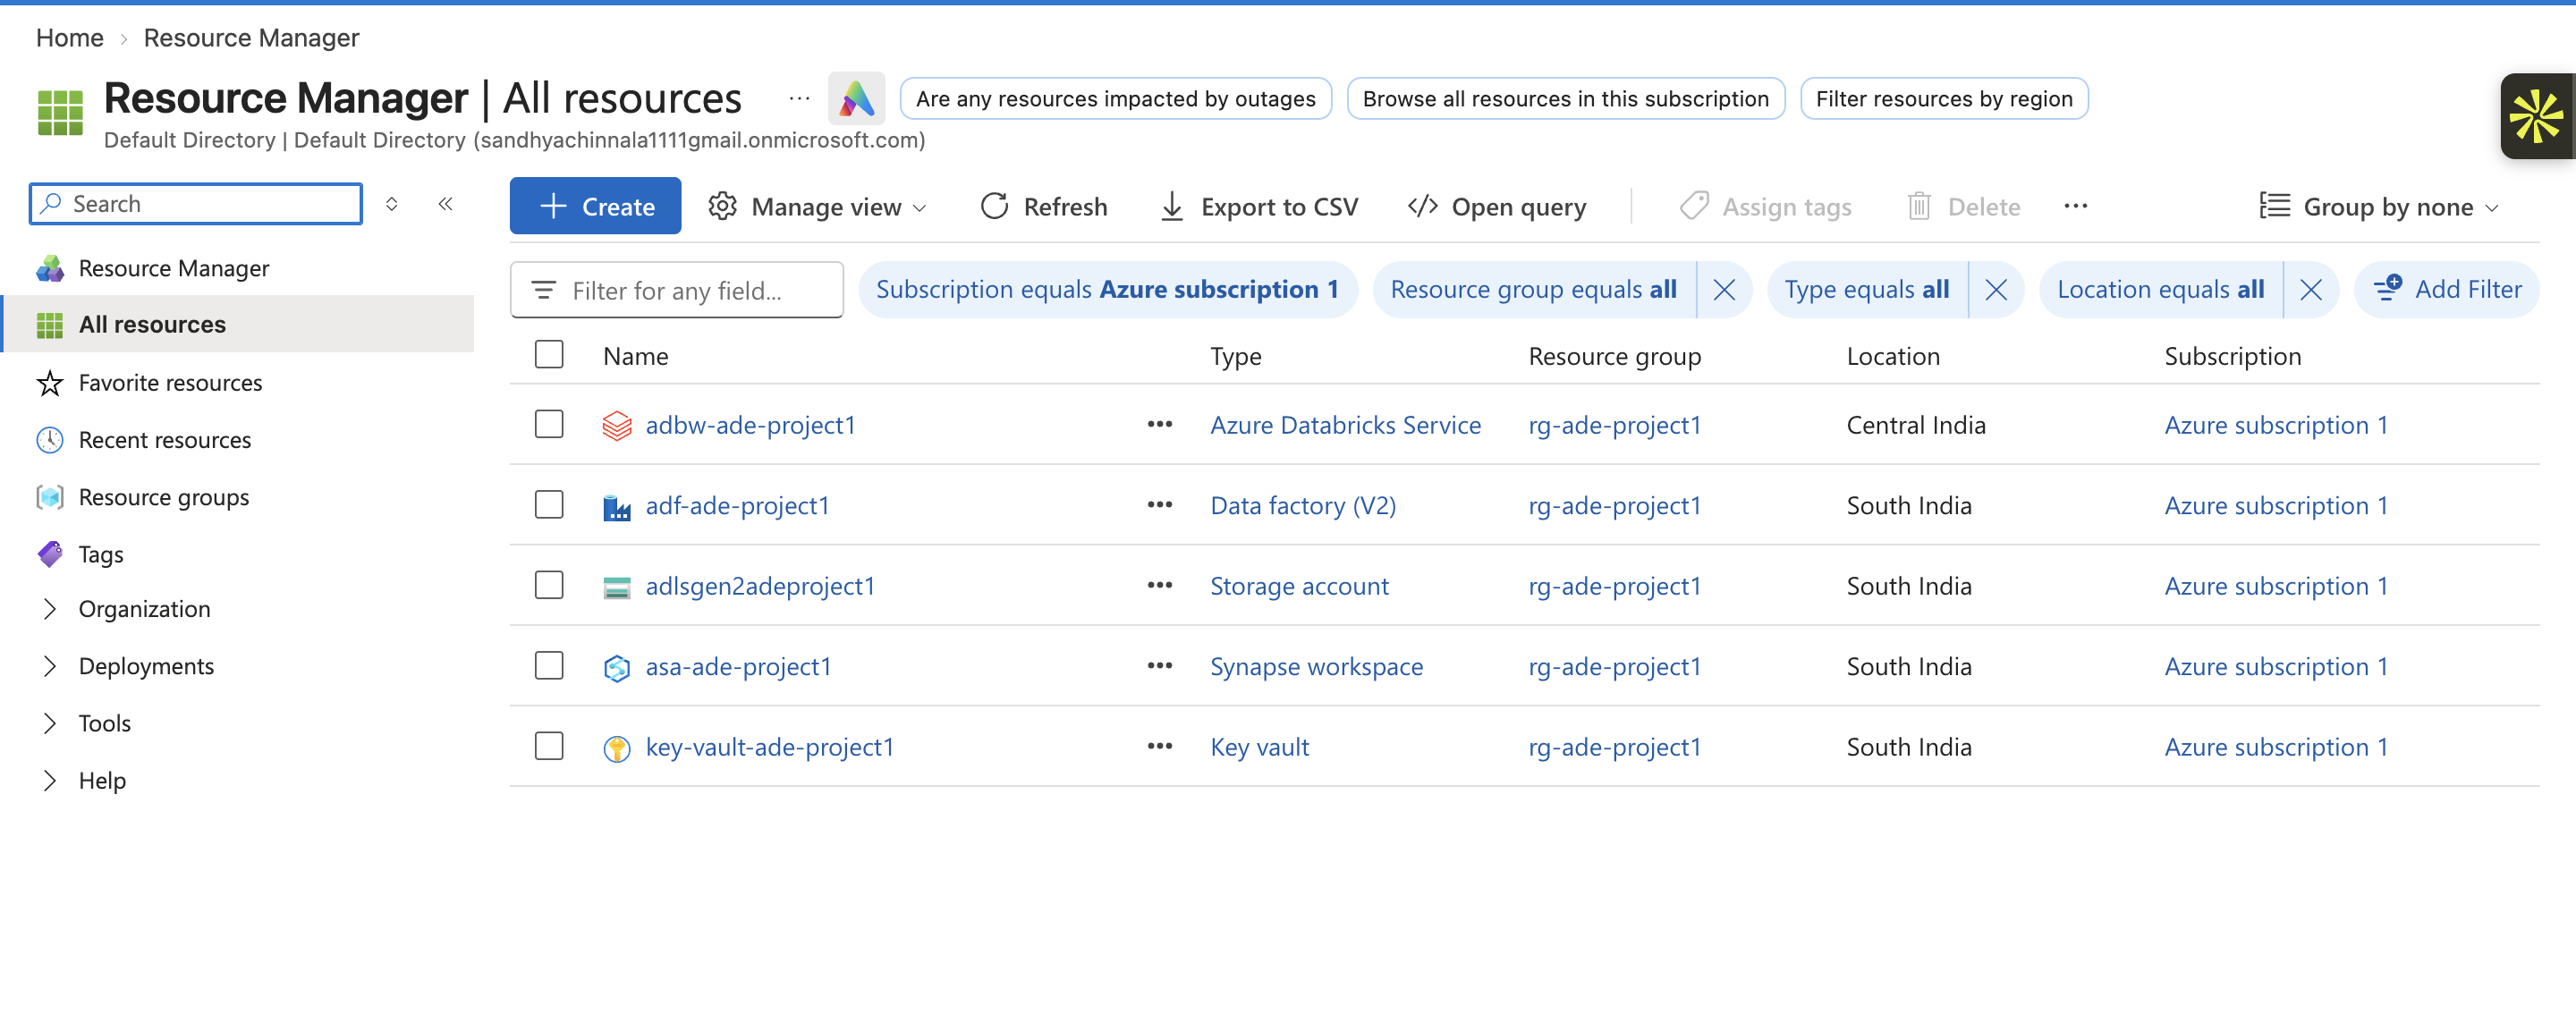 Home > Resource Manager
Resource Manager | All resources ... Are any resources impacted by outages Browse all resources in this subscription Filter resources by region
Default Directory | Default Directory (sandhyachinnala1111gmail.onmicrosoft.com)
Search
Resource Manager
All resources
Favorite resources
Recent resources
Resource groups
Tags
Organization
Deployments
Tools
Help
Create Manage view Refresh Export to CSV Open query Assign tags Delete ... Group by none
Filter for any field... Subscription equals Azure subscription 1 Resource group equals all Type equals all Location equals all Add Filter
Name Type Resource group Location Subscription
adbw-ade-project1 ... Azure Databricks Service rg-ade-project1 Central India Azure subscription 1
adf-ade-project1 ... Data factory (V2) rg-ade-project1 South India Azure subscription 1
adlsgen2adeproject1 ... Storage account rg-ade-project1 South India Azure subscription 1
asa-ade-project1 ... Synapse workspace rg-ade-project1 South India Azure subscription 1
key-vault-ade-project1 ... Key vault rg-ade-project1 South India Azure subscription 1